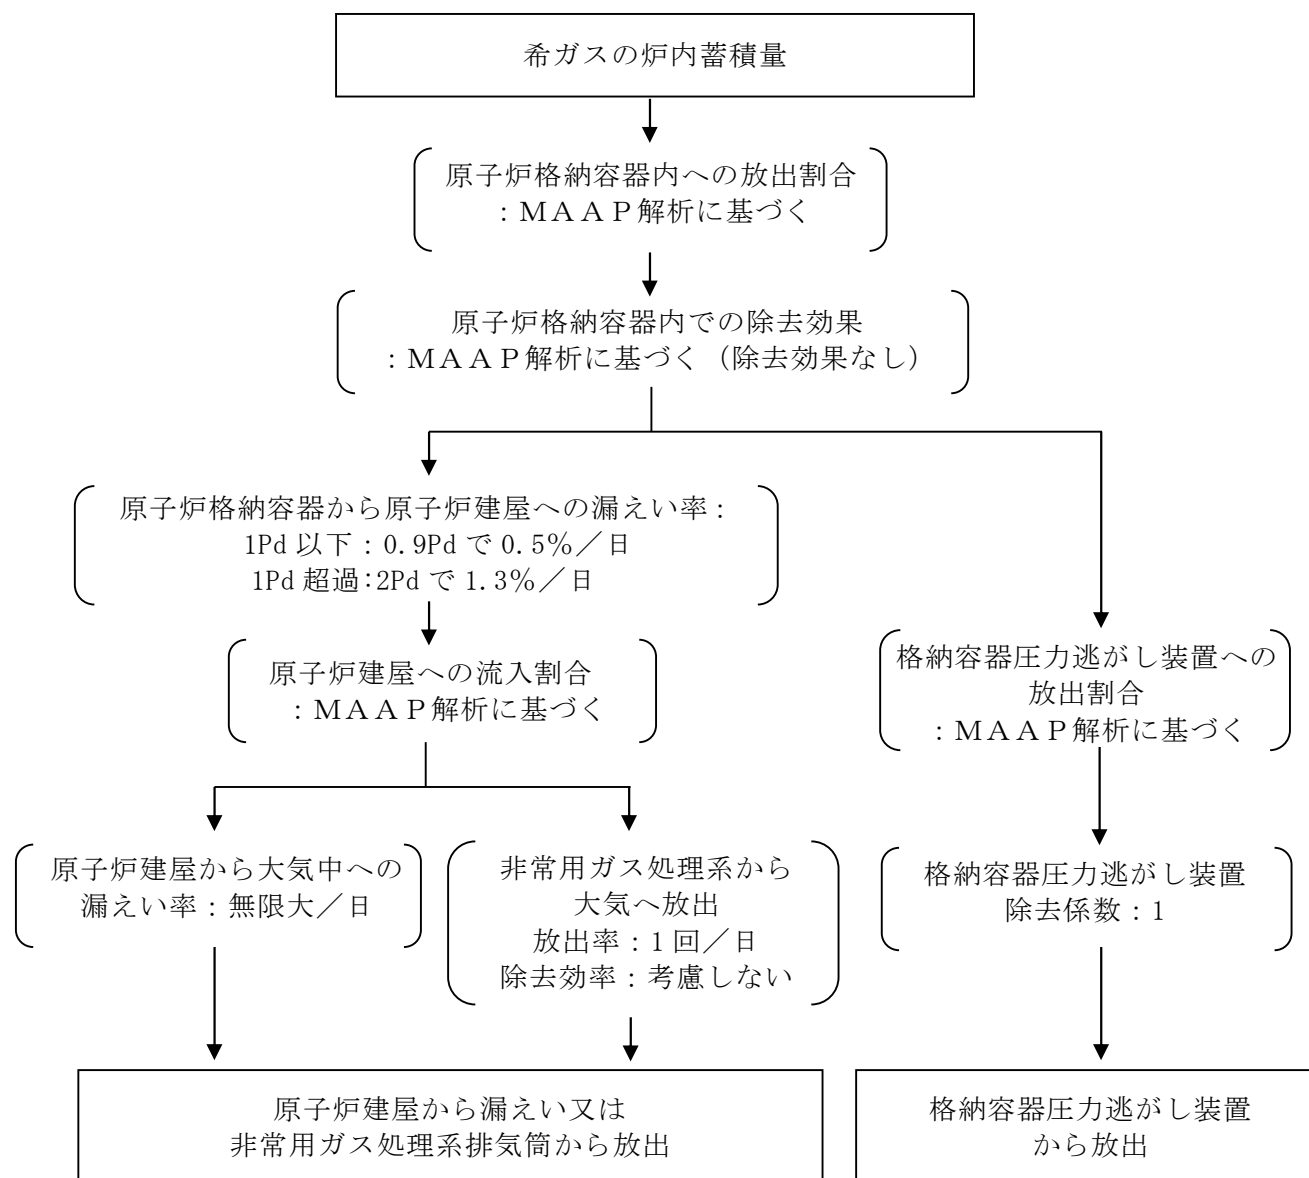 希ガスの炉内蓄積量
原子炉格納容器内への放出割合
：ＭＡＡＰ解析に基づく
原子炉格納容器内での除去効果
：ＭＡＡＰ解析に基づく（除去効果なし）
原子炉格納容器から原子炉建屋への漏えい率：
1Pd 以下：0.9Pd で 0.5％／日
1Pd 超過：2Pd で 1.3％／日
原子炉建屋への流入割合
：ＭＡＡＰ解析に基づく
格納容器圧力逃がし装置への
放出割合
：ＭＡＡＰ解析に基づく
原子炉建屋から大気中への
漏えい率：無限大／日
非常用ガス処理系から
大気へ放出
放出率：1 回／日
除去効率：考慮しない
格納容器圧力逃がし装置
除去係数：1
原子炉建屋から漏えい又は
非常用ガス処理系排気筒から放出
格納容器圧力逃がし装置
から放出